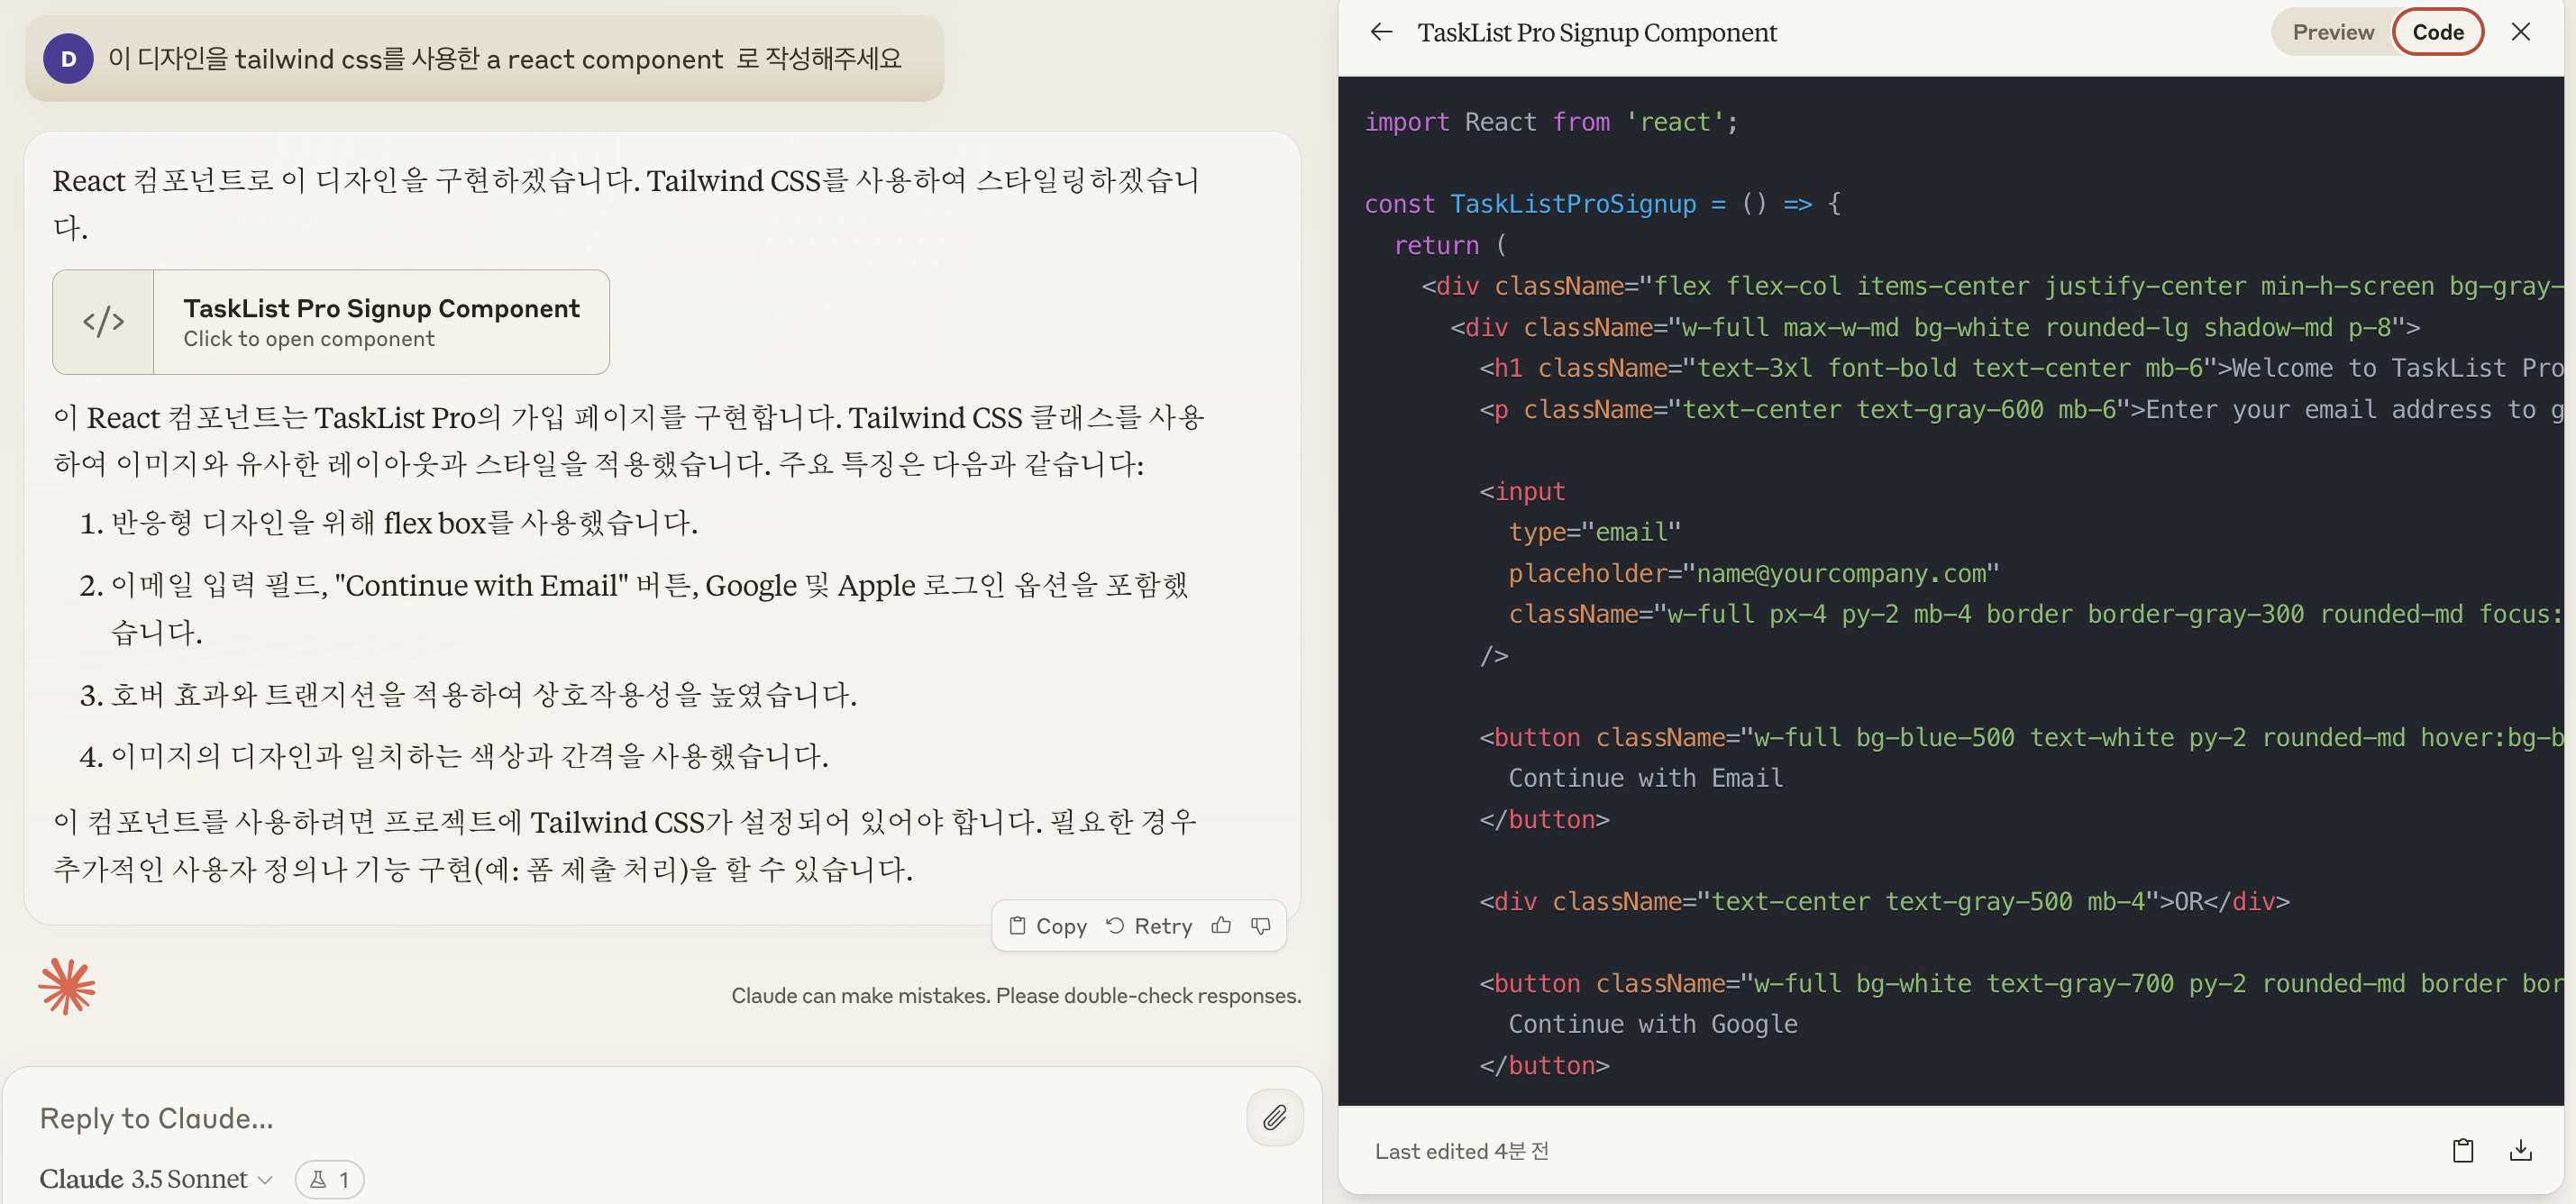 D 이 디자인을 tailwind css를 사용한 a react component 로 작성해주세요
React 컴포넌트로 이 디자인을 구현하겠습니다. Tailwind CSS를 사용하여 스타일링하겠습니
다.
</> TaskList Pro Signup Component
Click to open component
이 React 컴포넌트는 TaskList Pro의 가입 페이지를 구현합니다. Tailwind CSS 클래스를 사용
하여 이미지와 유사한 레이아웃과 스타일을 적용했습니다. 주요 특징은 다음과 같습니다:
1. 반응형 디자인을 위해 flex box를 사용했습니다.
2. 이메일 입력 필드, "Continue with Email" 버튼, Google 및 Apple 로그인 옵션을 포함했
습니다.
3. 호버 효과와 트랜지션을 적용하여 상호작용성을 높였습니다.
4. 이미지의 디자인과 일치하는 색상과 간격을 사용했습니다.
이 컴포넌트를 사용하려면 프로젝트에 Tailwind CSS가 설정되어 있어야 합니다. 필요한 경우
추가적인 사용자 정의나 기능 구현(예: 폼 제출 처리)을 할 수 있습니다.
Copy Retry
Claude can make mistakes. Please double-check responses.
Reply to Claude...
Claude 3.5 Sonnet 1
TaskList Pro Signup Component Preview Code
import React from 'react';
const TaskListProSignup = () => {
return (
<div className="flex flex-col items-center justify-center min-h-screen bg-gray-
<div className="w-full max-w-md bg-white rounded-lg shadow-md p-8">
<h1 className="text-3xl font-bold text-center mb-6">Welcome to TaskList Pro
<p className="text-center text-gray-600 mb-6">Enter your email address to g
<input
type="email"
placeholder="name@yourcompany.com"
className="w-full px-4 py-2 mb-4 border border-gray-300 rounded-md focus:
/>
<button className="w-full bg-blue-500 text-white py-2 rounded-md hover:bg-b
Continue with Email
</button>
<div className="text-center text-gray-500 mb-4">OR</div>
<button className="w-full bg-white text-gray-700 py-2 rounded-md border bor
Continue with Google
</button>
Last edited 4분 전